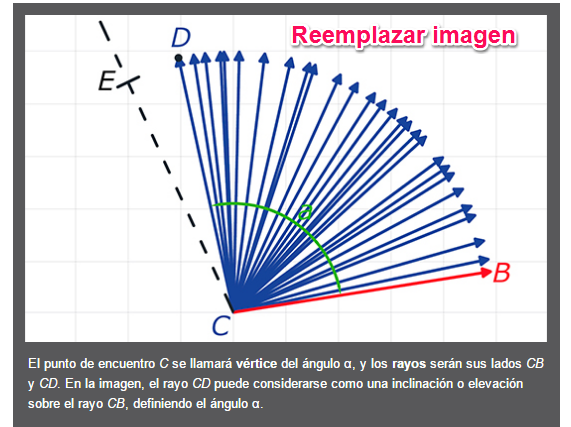 Reemplazar imagen
D
E
a
B
C
El punto de encuentro C se llamará vértice del ángulo α, y los rayos serán sus lados CB
y CD. En la imagen, el rayo CD puede considerarse como una inclinación o elevación
sobre el rayo CB, definiendo el ángulo α.